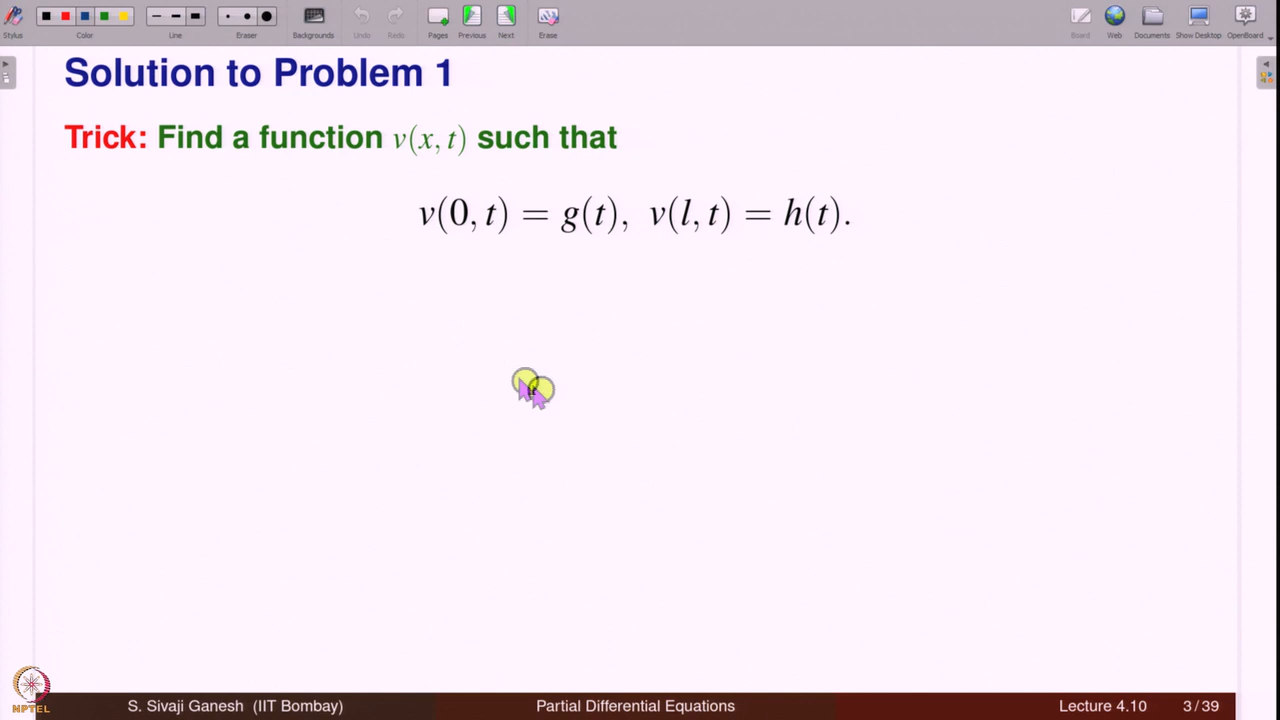 Stylus Color Line Eraser Backgrounds Undo Redo Pages Previous Next Erase Board Web Documents Show Desktop OpenBoard
Solution to Problem 1
Trick: Find a function v(x, t) such that
v(0, t) = g(t), v(l, t) = h(t).
NPTEL
S. Sivaji Ganesh (IIT Bombay) Partial Differential Equations Lecture 4.10 3 / 39